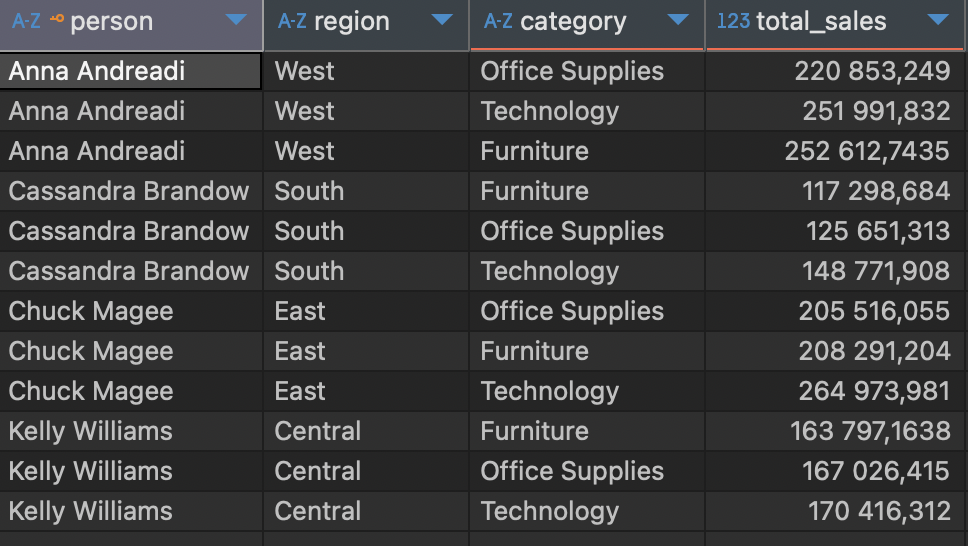 A-Z person A-Z region A-Z category 123 total_sales
Anna Andreadi West Office Supplies 220 853,249
Anna Andreadi West Technology 251 991,832
Anna Andreadi West Furniture 252 612,7435
Cassandra Brandow South Furniture 117 298,684
Cassandra Brandow South Office Supplies 125 651,313
Cassandra Brandow South Technology 148 771,908
Chuck Magee East Office Supplies 205 516,055
Chuck Magee East Furniture 208 291,204
Chuck Magee East Technology 264 973,981
Kelly Williams Central Furniture 163 797,1638
Kelly Williams Central Office Supplies 167 026,415
Kelly Williams Central Technology 170 416,312